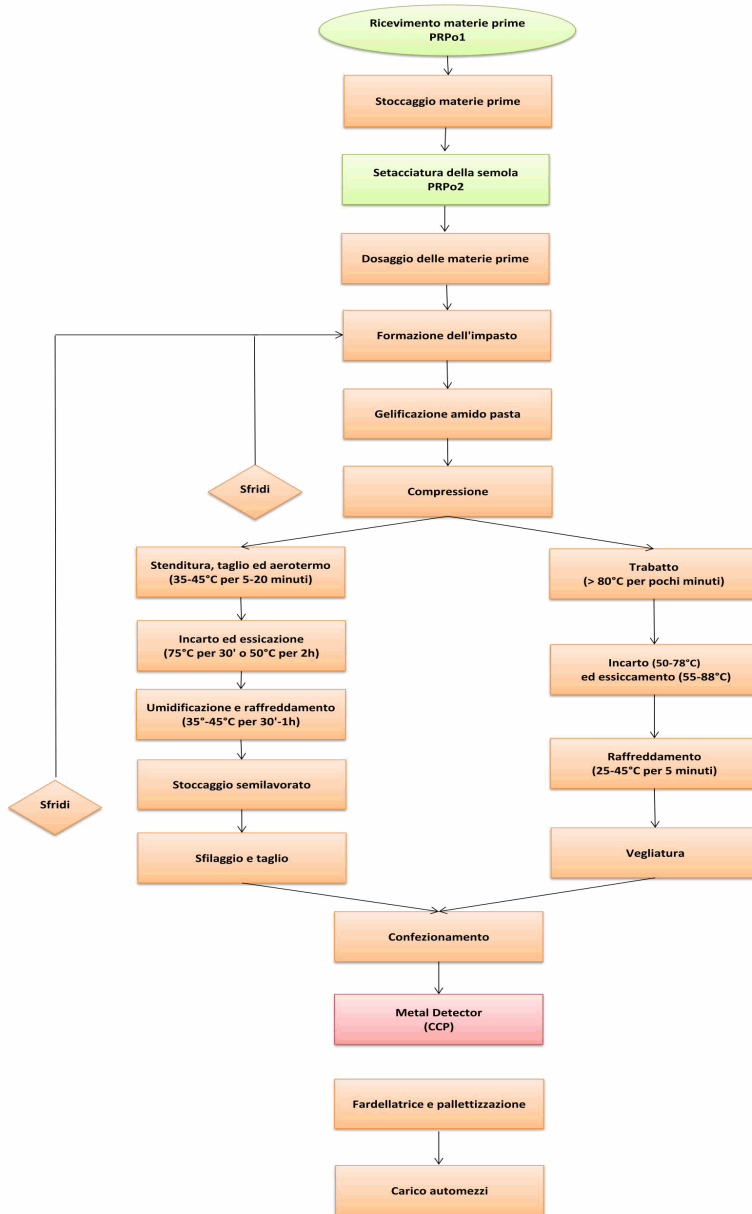 Ricevimento materie prime
PRPo1
Stoccaggio materie prime
Setacciatura della semola
PRPo2
Dosaggio delle materie prime
Formazione dell'impasto
Gelificazione amido pasta
Sfridi
Compressione
Stenditura, taglio ed aerotermo
(35-45°C per 5-20 minuti)
Trabatto
(> 80°C per pochi minuti)
Incarto ed essicazione
(75°C per 30' o 50°C per 2h)
Incarto (50-78°C)
ed essiccamento (55-88°C)
Umidificazione e raffreddamento
(35°-45°C per 30'-1h)
Raffreddamento
(25-45°C per 5 minuti)
Stoccaggio semilavorato
Sfridi
Sfilaggio e taglio
Vegliatura
Confezionamento
Metal Detector
(CCP)
Fardellatrice e pallettizzazione
Carico automezzi